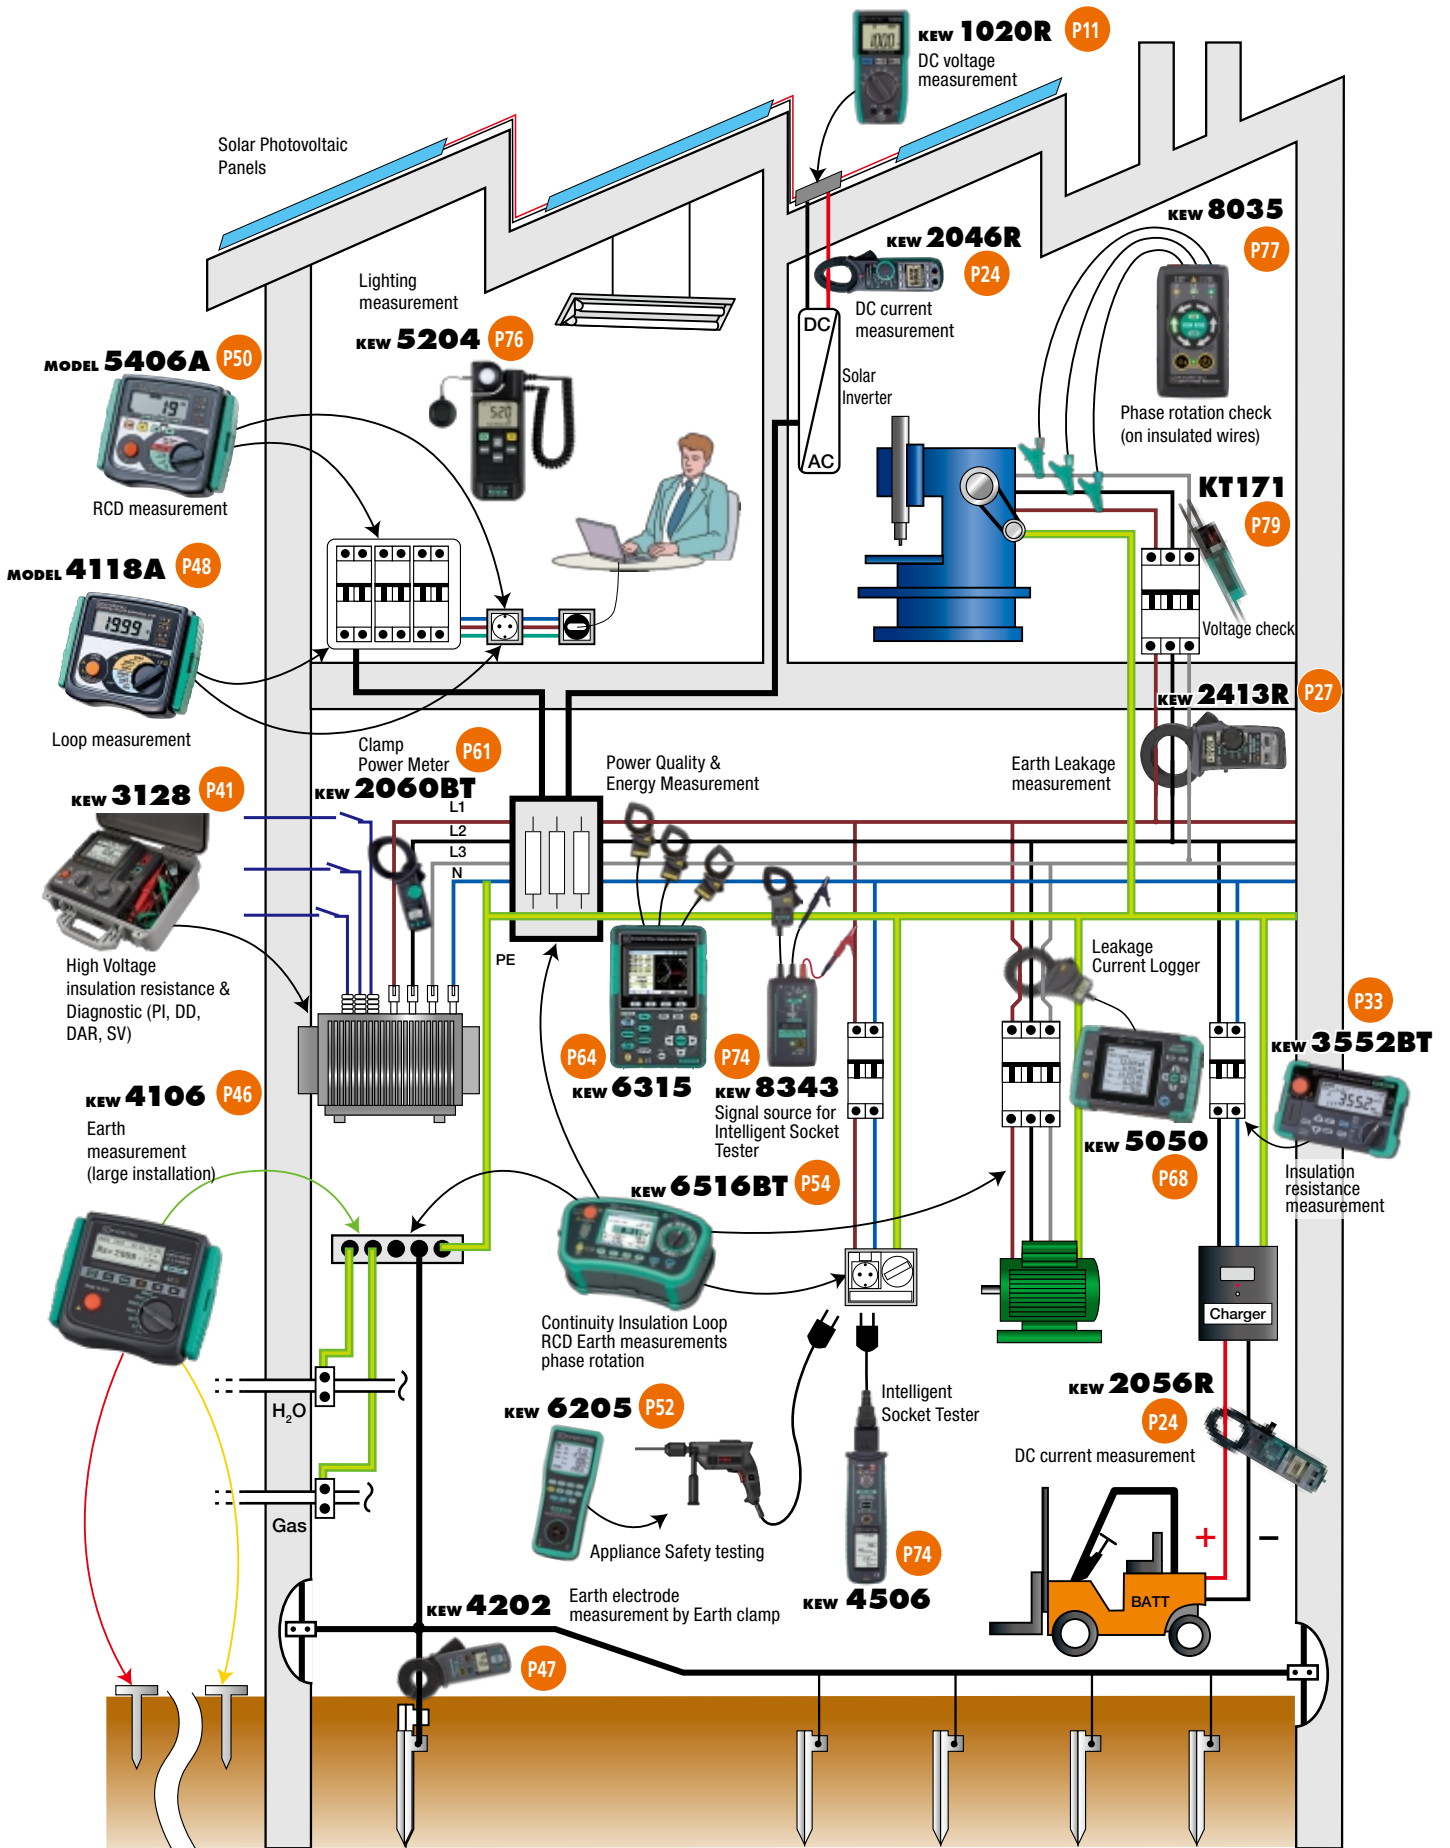 KEW 1020R P11
DC voltage
measurement
Solar Photovoltaic
Panels
KEW 8035
P77
KEW 2046R
P24
DC current
measurement
Lighting
measurement
KEW 5204 P76
MODEL 5406A P50
RCD measurement
DC
AC
Solar
Inverter
Phase rotation check
(on insulated wires)
KT171
P79
Voltage check
MODEL 4118A P48
1999
Loop measurement
KEW 2413R P27
Earth Leakage
measurement
Clamp
Power Meter P61
KEW 2060BT
Power Quality &
Energy Measurement
KEW 3128 P41
L1
L2
L3
N
PE
High Voltage
insulation resistance &
Diagnostic (PI, DD,
DAR, SV)
Leakage
Current Logger
P33
KEW 3552BT
P64
KEW 6315
P74
KEW 8343
Signal source for
Intelligent Socket
Tester
KEW 4106 P46
Earth
measurement
(large installation)
KEW 5050
P68
Insulation
resistance
measurement
KEW 6516BT P54
Continuity Insulation Loop
RCD Earth measurements
phase rotation
Charger
H2O
Gas
KEW 6205 P52
Appliance Safety testing
Intelligent
Socket Tester
KEW 2056R
P24
DC current measurement
P74
KEW 4506
+ −
BATT
KEW 4202
Earth electrode
measurement by Earth clamp
P47